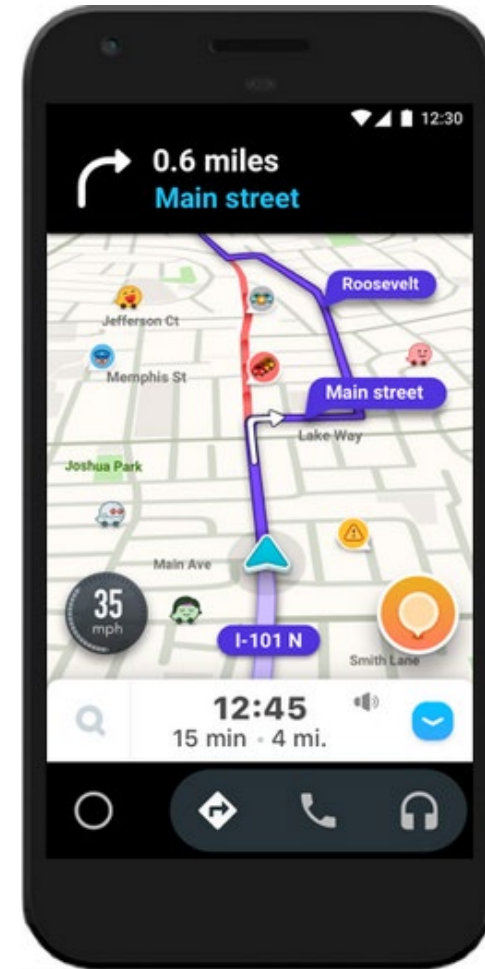 12:30
0.6 miles
Main street
Roosevelt
Jefferson Ct
Memphis St
Main street
Lake Way
Joshua Park
Main Ave
35
mph
I-101 N
Smith Lane
12:45
15 min • 4 mi.